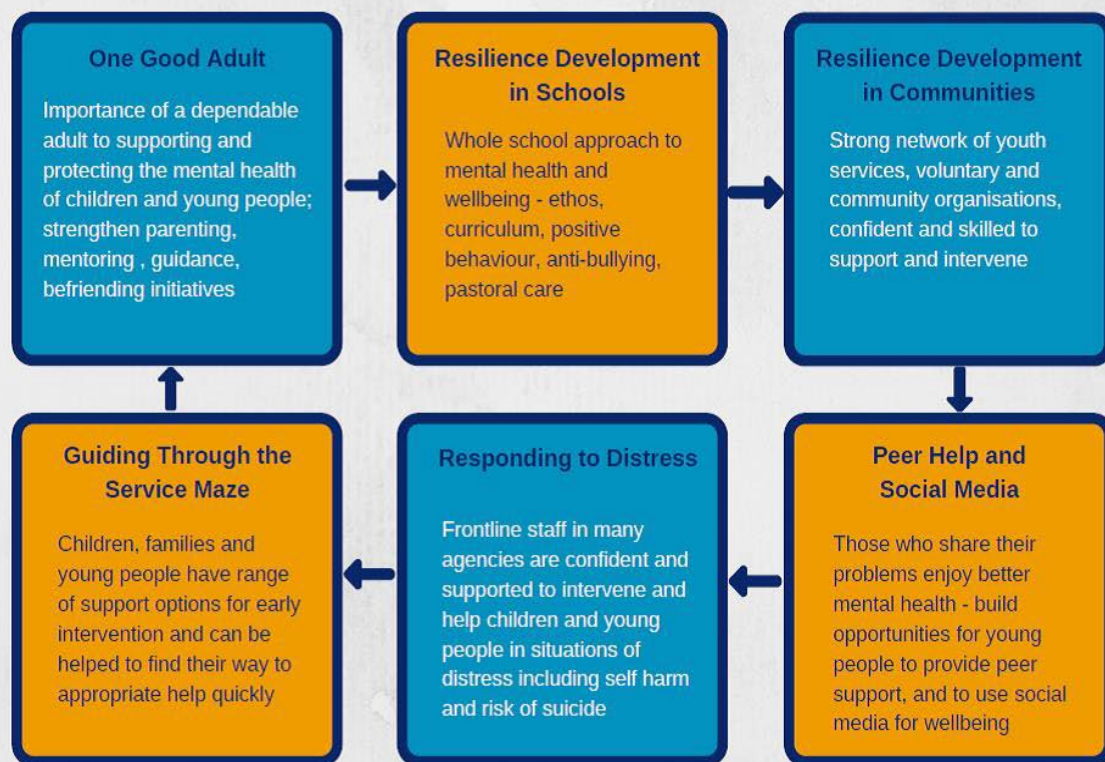 One Good Adult
Importance of a dependable
adult to supporting and
protecting the mental health
of children and young people;
strengthen parenting,
mentoring , guidance,
befriending initiatives
Resilience Development
in Schools
Whole school approach to
mental health and
wellbeing - ethos,
curriculum, positive
behaviour, anti-bullying,
pastoral care
Resilience Development
in Communities
Strong network of youth
services, voluntary and
community organisations,
confident and skilled to
support and intervene
Guiding Through the
Service Maze
Children, families and
young people have range
of support options for early
intervention and can be
helped to find their way to
appropriate help quickly
Responding to Distress
Frontline staff in many
agencies are confident and
supported to intervene and
help children and young
people in situations of
distress including self harm
and risk of suicide
Peer Help and
Social Media
Those who share their
problems enjoy better
mental health - build
opportunities for young
people to provide peer
support, and to use social
media for wellbeing